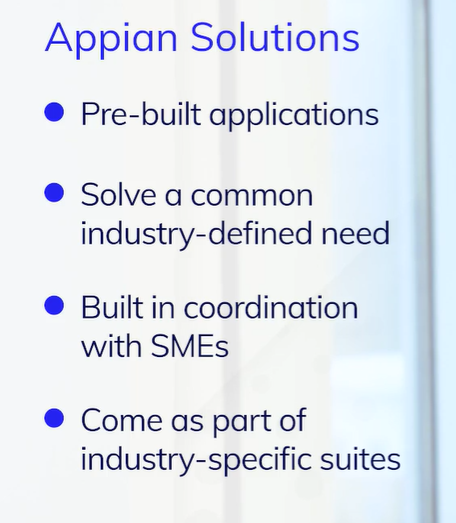 Appian Solutions
Pre-built applications
Solve a common
industry-defined need
Built in coordination
with SMEs
Come as part of
industry-specific suites